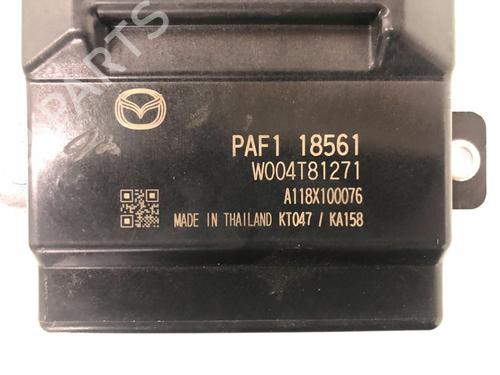 PARTS
PAF1 18561
W004T81271
A118X100076
MADE IN THAILAND KT047 / KA158